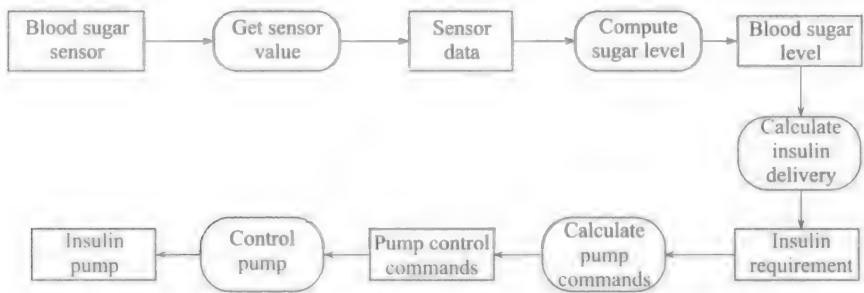 Blood sugar
sensor
Get sensor
value
Sensor
data
Compute
sugar level
Blood sugar
level
Calculate
insulin
delivery
Insulin
requirement
Calculate
pump
commands
Pump control
commands
Control
pump
Insulin
pump